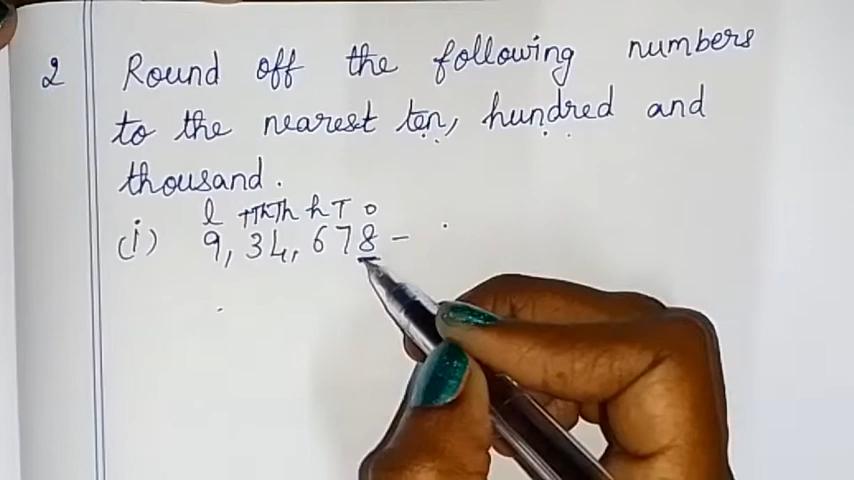 2 Round off the following numbers
to the nearest ten, hundred and
thousand.
l TTh Th h T o
(i) 9,34,678 -